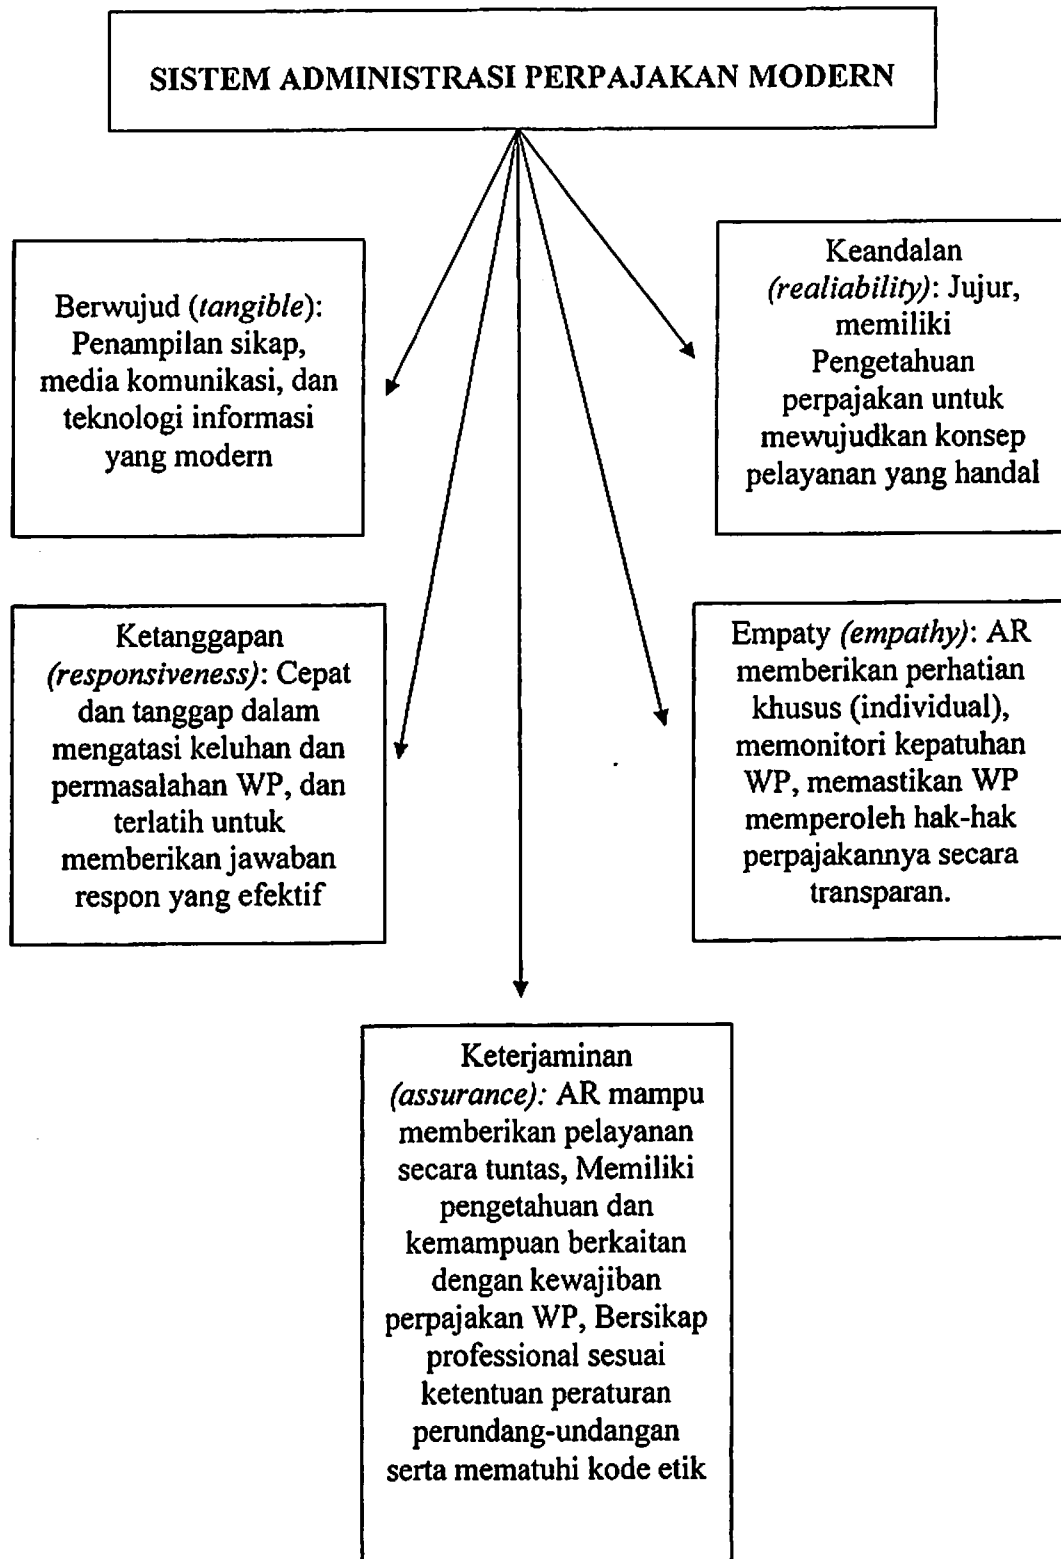 SISTEM ADMINISTRASI PERPAJAKAN MODERN
Berwujud (tangible):
Penampilan sikap,
media komunikasi, dan
teknologi informasi
yang modern
Keandalan
(realiability): Jujur,
memiliki
Pengetahuan
perpajakan untuk
mewujudkan konsep
pelayanan yang handal
Ketanggapan
(responsiveness): Cepat
dan tanggap dalam
mengatasi keluhan dan
permasalahan WP, dan
terlatih untuk
memberikan jawaban
respon yang efektif
Empaty (empathy): AR
memberikan perhatian
khusus (individual),
memonitori kepatuhan
WP, memastikan WP
memperoleh hak-hak
perpajakannya secara
transparan.
Keterjaminan
(assurance): AR mampu
memberikan pelayanan
secara tuntas, Memiliki
pengetahuan dan
kemampuan berkaitan
dengan kewajiban
perpajakan WP, Bersikap
professional sesuai
ketentuan peraturan
perundang-undangan
serta mematuhi kode etik